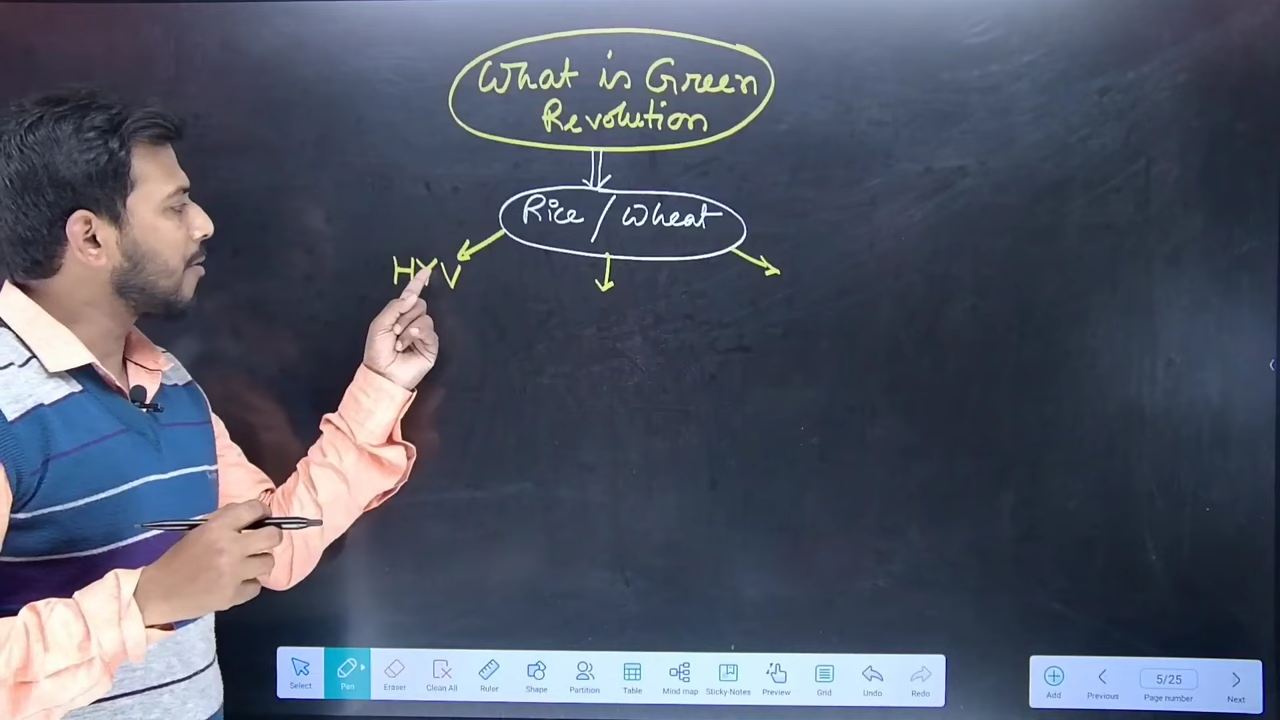 What is Green
Revolution
Rice / Wheat
HYV
Select
Pen
Eraser
Clean All
Ruler
Shape
Partition
Table
Mind map
Sticky-Notes
Preview
Grid
Undo
Redo
Add
Previous
5/25
Page number
Next